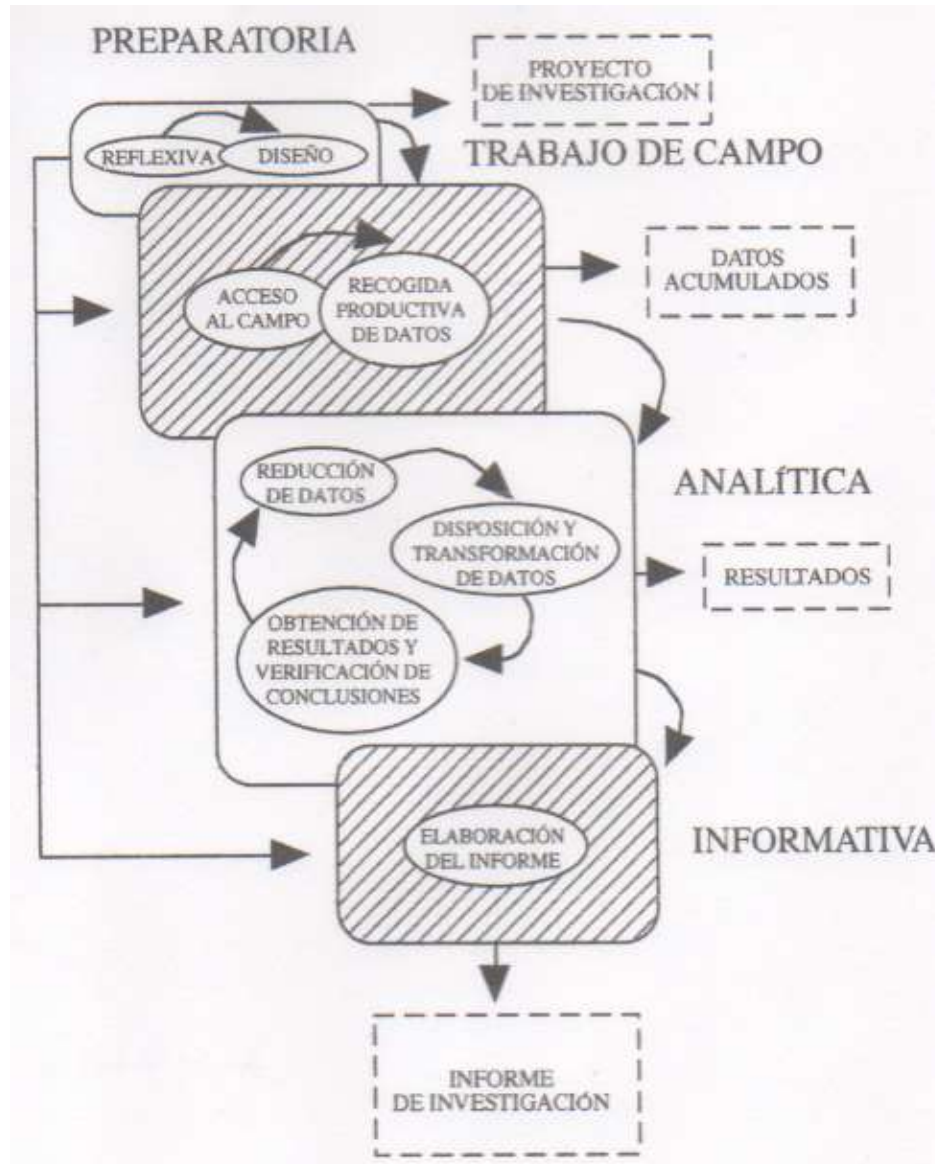 PREPARATORIA
PROYECTO
DE INVESTIGACIÓN
REFLEXIVA
DISEÑO
TRABAJO DE CAMPO
ACCESO
AL CAMPO
RECOGIDA
PRODUCTIVA
DE DATOS
DATOS
ACUMULADOS
REDUCCIÓN
DE DATOS
DISPOSICIÓN Y
TRANSFORMACIÓN
DE DATOS
OBTENCIÓN DE
RESULTADOS Y
VERIFICACIÓN DE
CONCLUSIONES
ANALÍTICA
RESULTADOS
ELABORACIÓN
DEL INFORME
INFORMATIVA
INFORME
DE INVESTIGACIÓN